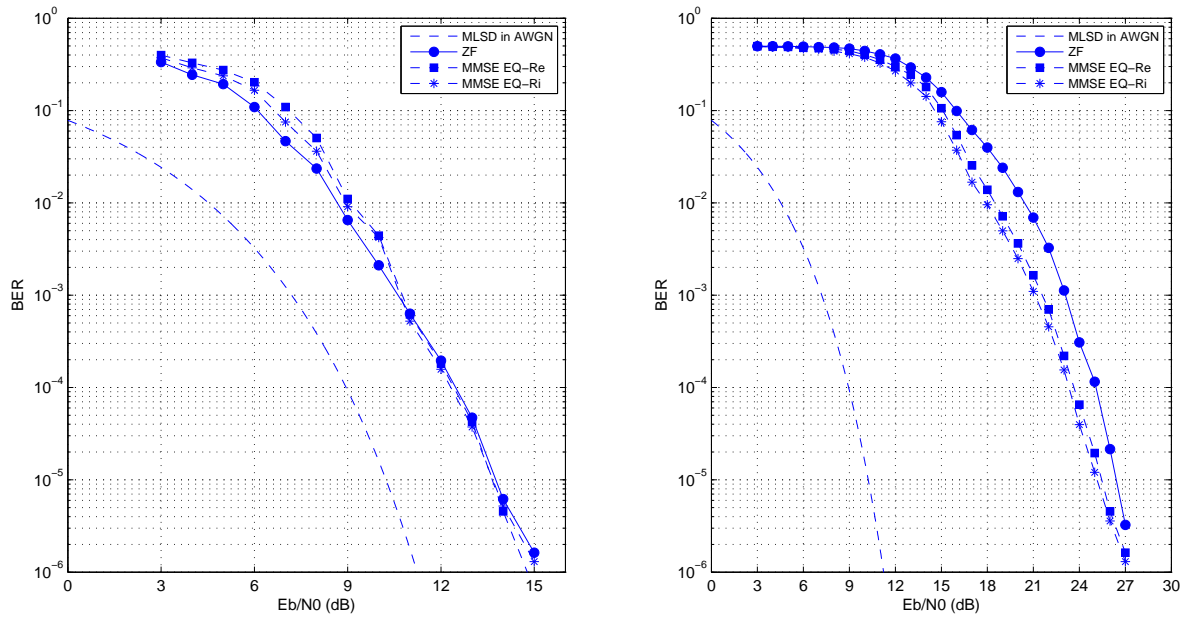 MLSD in AWGN
ZF
MMSE EQ−Re
MMSE EQ−Ri
10^0
10^−1
10^−2
10^−3
10^−4
10^−5
10^−6
BER
0 3 6 9 12 15
Eb/N0 (dB)
MLSD in AWGN
ZF
MMSE EQ−Re
MMSE EQ−Ri
10^0
10^−1
10^−2
10^−3
10^−4
10^−5
10^−6
BER
0 3 6 9 12 15 18 21 24 27 30
Eb/N0 (dB)